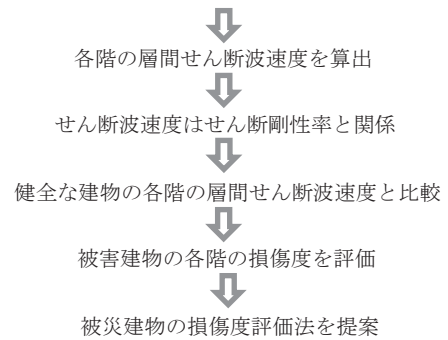 各階の層間せん断波速度を算出
せん断波速度はせん断剛性率と関係
健全な建物の各階の層間せん断波速度と比較
被害建物の各階の損傷度を評価
被災建物の損傷度評価法を提案